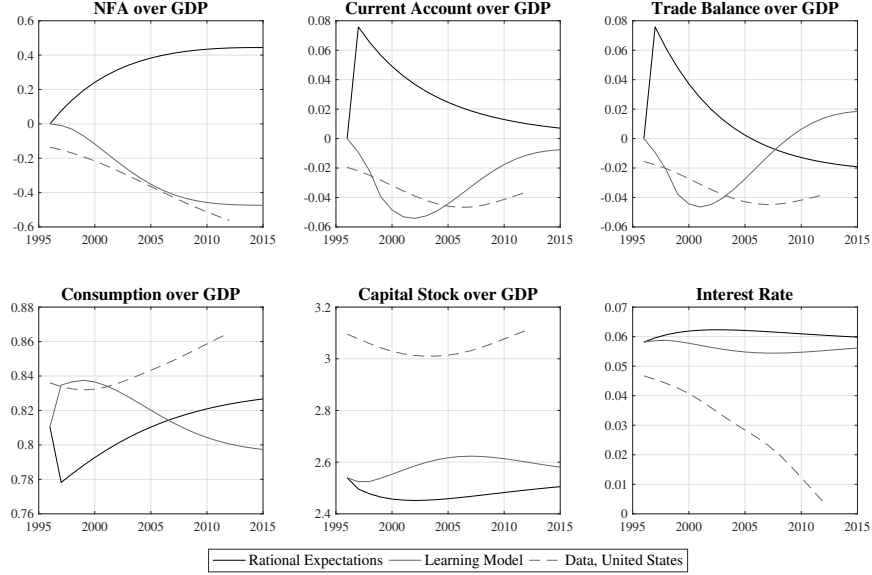 NFA over GDP Current Account over GDP Trade Balance over GDP
0.6 0.08 0.08
0.4 0.06 0.06
0.2 0.04 0.04
0 0.02 0.02
0 0
-0.2 -0.02 -0.02
-0.4 -0.04 -0.04
-0.6 -0.06 -0.06
1995 2000 2005 2010 2015 1995 2000 2005 2010 2015 1995 2000 2005 2010 2015
Consumption over GDP Capital Stock over GDP Interest Rate
0.88 3.2 0.07
0.86 3 0.06
0.84 2.8 0.05
0.82 2.6 0.04
0.8 2.4 0.03
0.78 0.02
0.76 0.01
0
1995 2000 2005 2010 2015 1995 2000 2005 2010 2015 1995 2000 2005 2010 2015
Rational Expectations Learning Model Data, United States